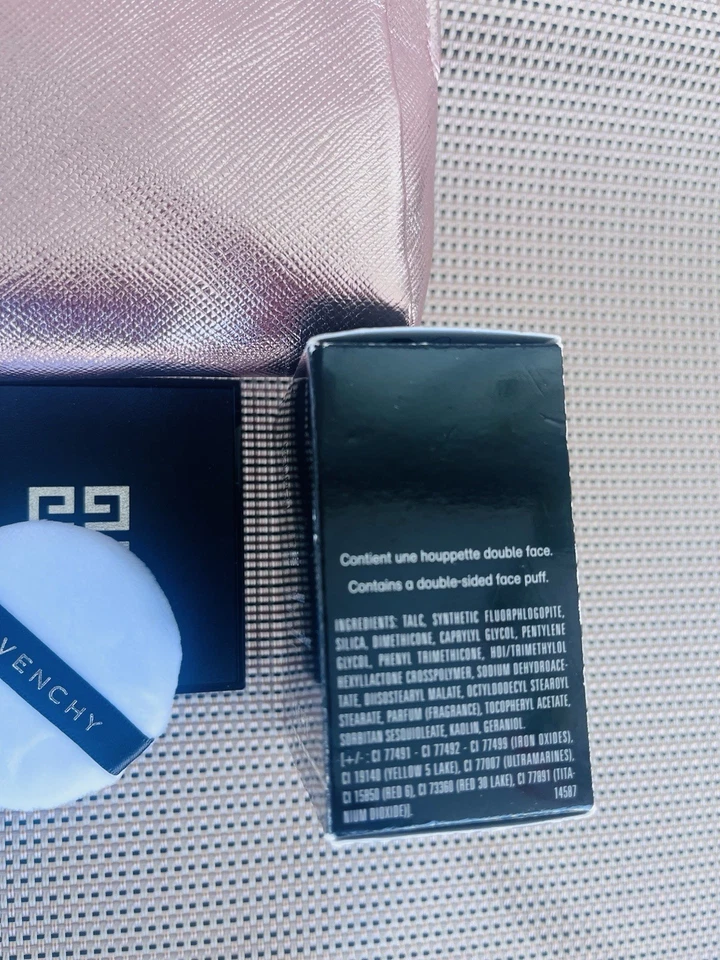 VENCHY
Contient une houppette double face.
Contains a double-sided face puff.
INGREDIENTS: TALC, SYNTHETIC FLUORPHLOGOPITE,
SILICA, DIMETHICONE, CAPRYLYL GLYCOL, PENTYLENE
GLYCOL, PHENYL TRIMETHICONE, HDI/TRIMETHYLOL
HEXYLLACTONE CROSSPOLYMER, SODIUM DEHYDROACE-
TATE, DIISOSTEARYL MALATE, OCTYLDODECYL STEAROYL
STEARATE, PARFUM (FRAGRANCE), TOCOPHERYL ACETATE,
SORBITAN SESQUIOLEATE, KAOLIN, GERANIOL.
[+/- : CI 77491 - CI 77492 - CI 77499 (IRON OXIDES),
CI 19140 (YELLOW 5 LAKE), CI 77007 (ULTRAMARINES),
CI 15850 (RED 6), CI 73360 (RED 30 LAKE), CI 77891 (TITA-
NIUM DIOXIDE)].
14587